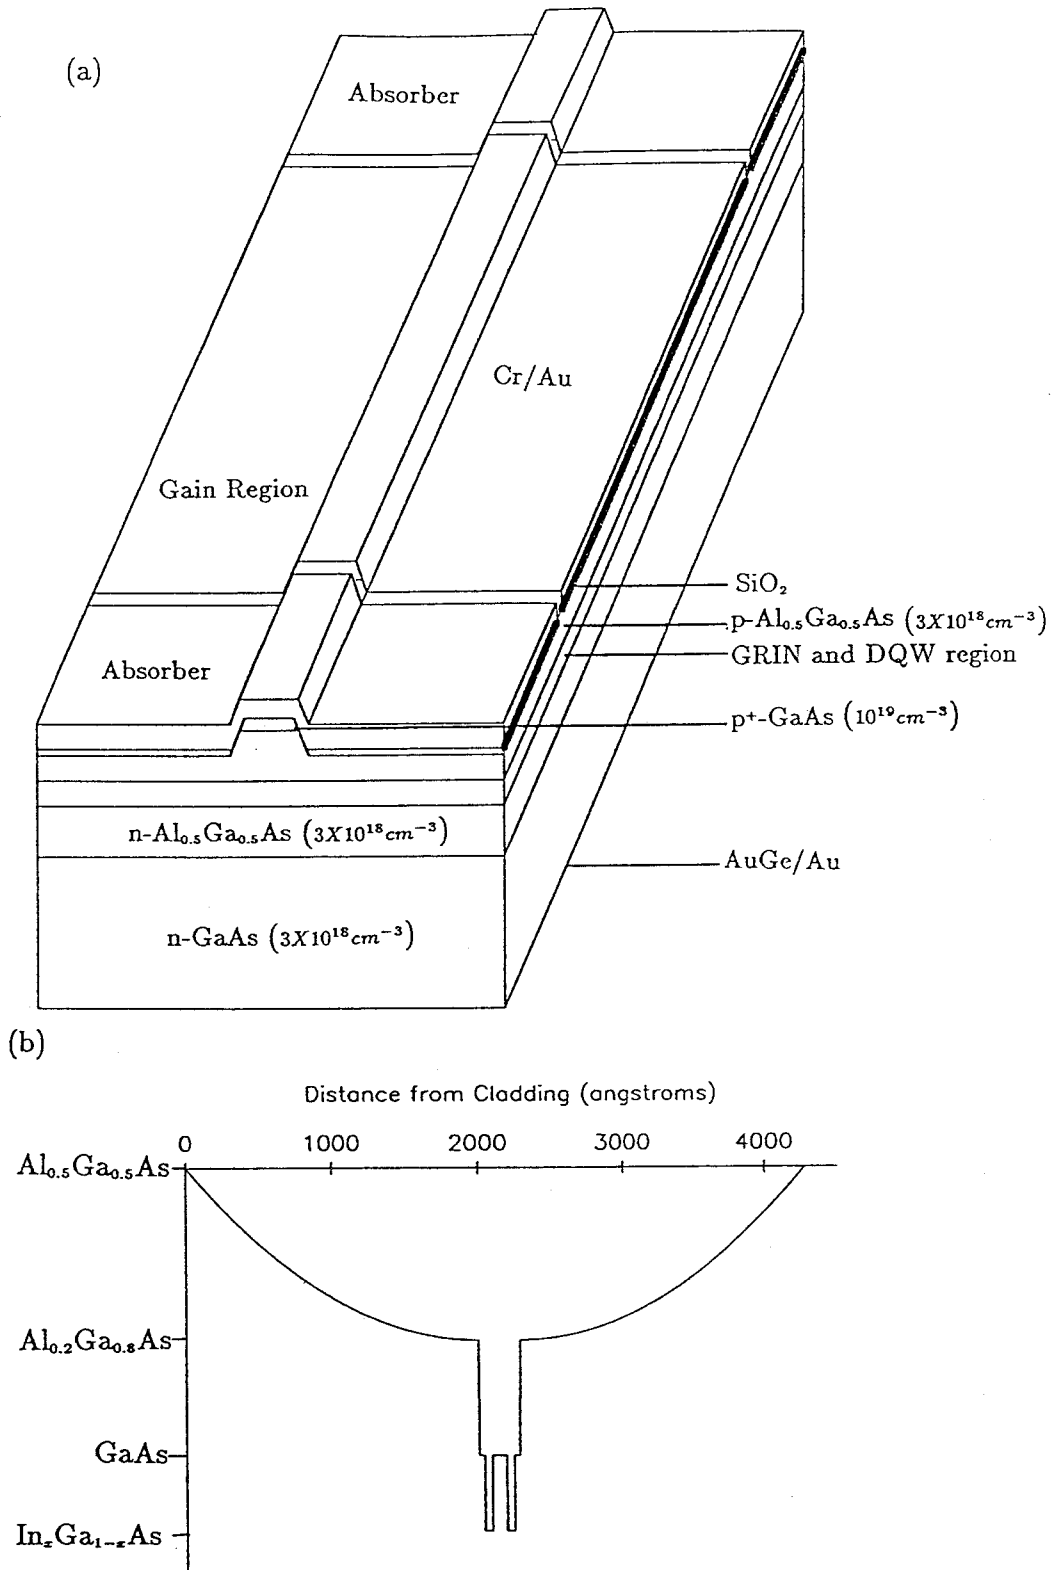 (a)
Absorber
Cr/Au
Gain Region
SiO₂
p-Al₀.₅Ga₀.₅As (3X10¹⁸cm⁻³)
GRIN and DQW region
Absorber
p⁺-GaAs (10¹⁹cm⁻³)
n-Al₀.₅Ga₀.₅As (3X10¹⁸cm⁻³)
AuGe/Au
n-GaAs (3X10¹⁸cm⁻³)
(b)
Distance from Cladding (angstroms)
0 1000 2000 3000 4000
Al₀.₅Ga₀.₅As
Al₀.₂Ga₀.₈As
GaAs
InₓGa₁₋ₓAs